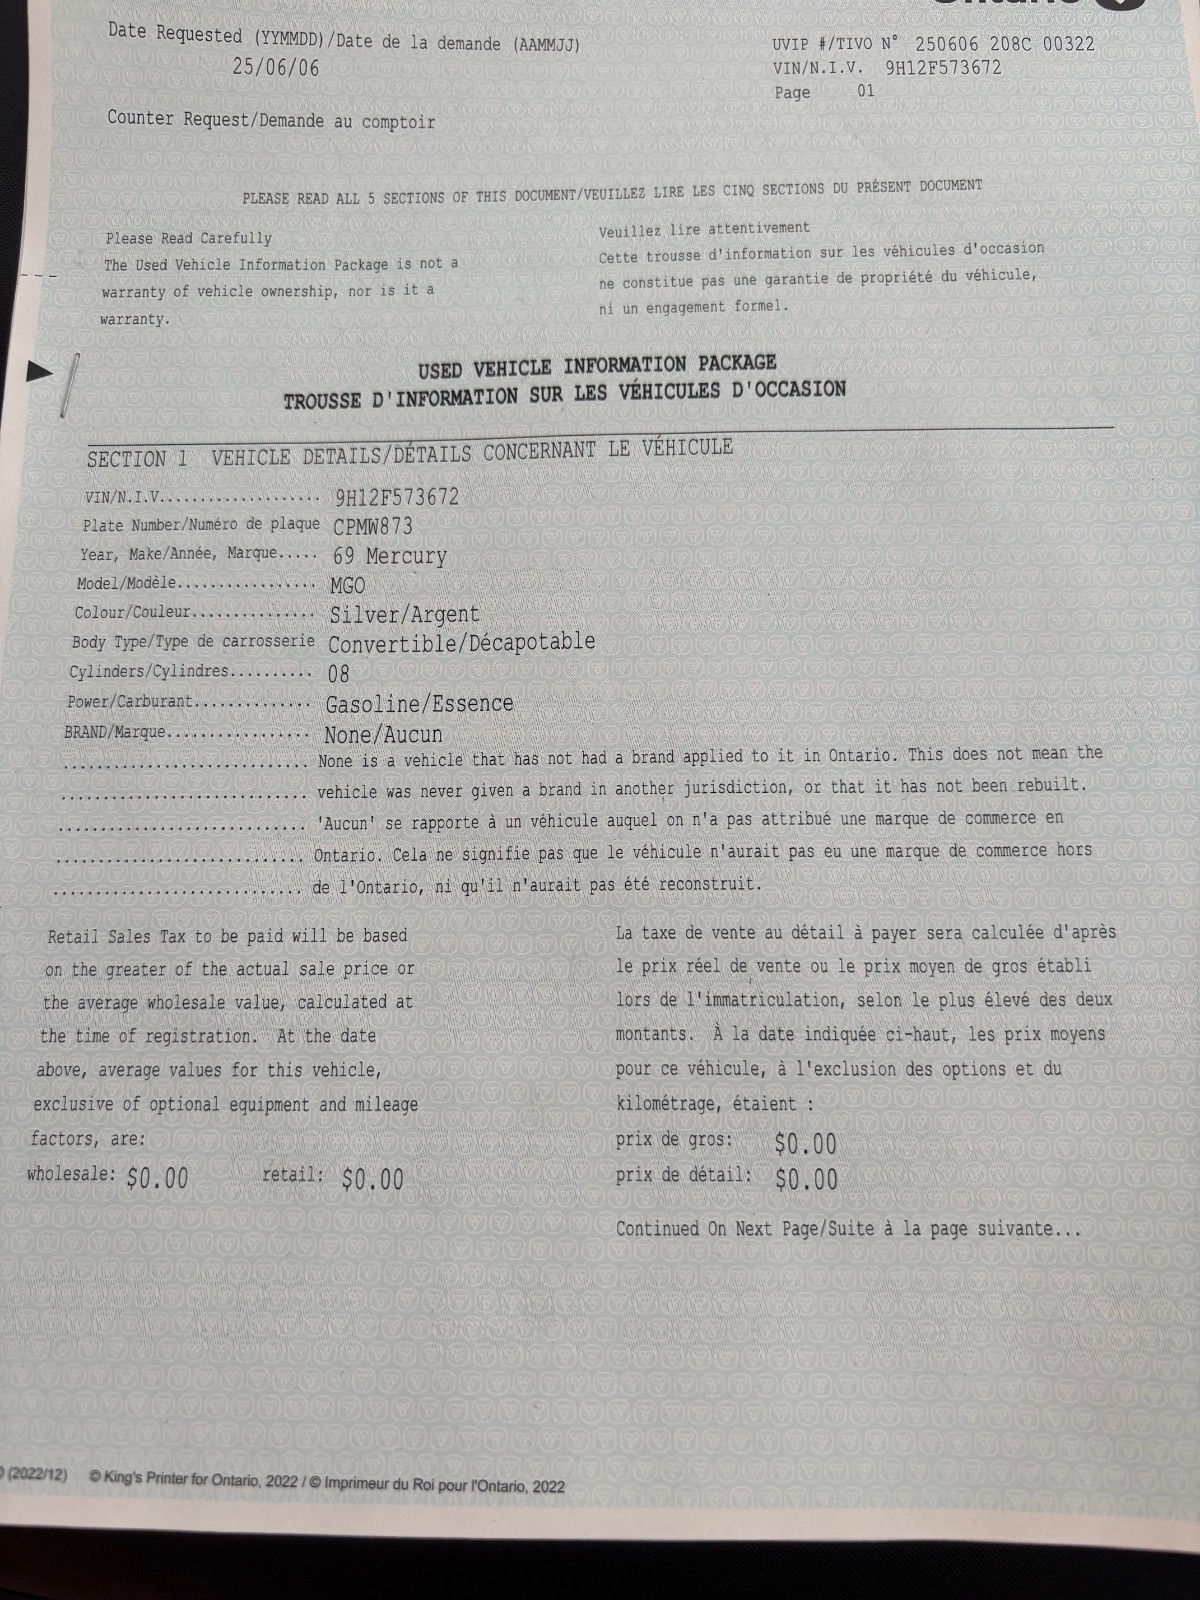 Ontario
Date Requested (YYMMDD)/Date de la demande (AAMMJJ)
25/06/06
UVIP #/TIVO N° 250606 208C 00322
VIN/N.I.V. 9H12F573672
Page 01
Counter Request/Demande au comptoir
PLEASE READ ALL 5 SECTIONS OF THIS DOCUMENT/VEUILLEZ LIRE LES CINQ SECTIONS DU PRÉSENT DOCUMENT
Please Read Carefully
The Used Vehicle Information Package is not a
warranty of vehicle ownership, nor is it a
warranty.
Veuillez lire attentivement
Cette trousse d'information sur les véhicules d'occasion
ne constitue pas une garantie de propriété du véhicule,
ni un engagement formel.
USED VEHICLE INFORMATION PACKAGE
TROUSSE D'INFORMATION SUR LES VÉHICULES D'OCCASION
SECTION 1 VEHICLE DETAILS/DÉTAILS CONCERNANT LE VÉHICULE
VIN/N.I.V.................... 9H12F573672
Plate Number/Numéro de plaque CPMW873
Year, Make/Année, Marque..... 69 Mercury
Model/Modèle................. MGO
Colour/Couleur............... Silver/Argent
Body Type/Type de carrosserie Convertible/Décapotable
Cylinders/Cylindres.......... 08
Power/Carburant.............. Gasoline/Essence
BRAND/Marque................. None/Aucun
............................. None is a vehicle that has not had a brand applied to it in Ontario. This does not mean the
............................. vehicle was never given a brand in another jurisdiction, or that it has not been rebuilt.
............................. 'Aucun' se rapporte à un véhicule auquel on n'a pas attribué une marque de commerce en
............................. Ontario. Cela ne signifie pas que le véhicule n'aurait pas eu une marque de commerce hors
............................. de l'Ontario, ni qu'il n'aurait pas été reconstruit.
Retail Sales Tax to be paid will be based
on the greater of the actual sale price or
the average wholesale value, calculated at
the time of registration. At the date
above, average values for this vehicle,
exclusive of optional equipment and mileage
factors, are:
wholesale: $0.00 retail: $0.00
La taxe de vente au détail à payer sera calculée d'après
le prix réel de vente ou le prix moyen de gros établi
lors de l'immatriculation, selon le plus élevé des deux
montants. À la date indiquée ci-haut, les prix moyens
pour ce véhicule, à l'exclusion des options et du
kilométrage, étaient :
prix de gros: $0.00
prix de détail: $0.00
Continued On Next Page/Suite à la page suivante...
(2022/12) © King's Printer for Ontario, 2022 / © Imprimeur du Roi pour l'Ontario, 2022